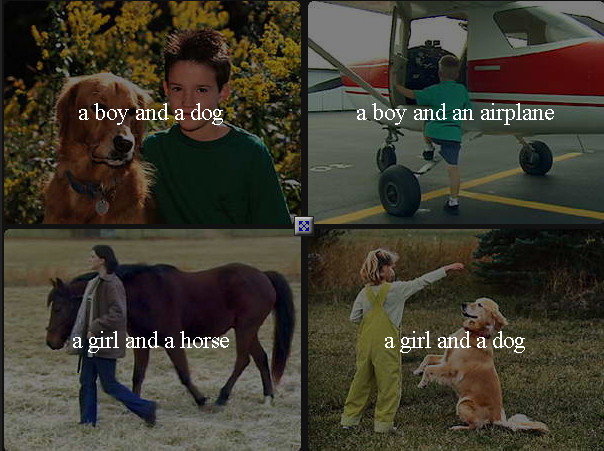 a boy and a dog
a boy and an airplane
a girl and a horse
a girl and a dog